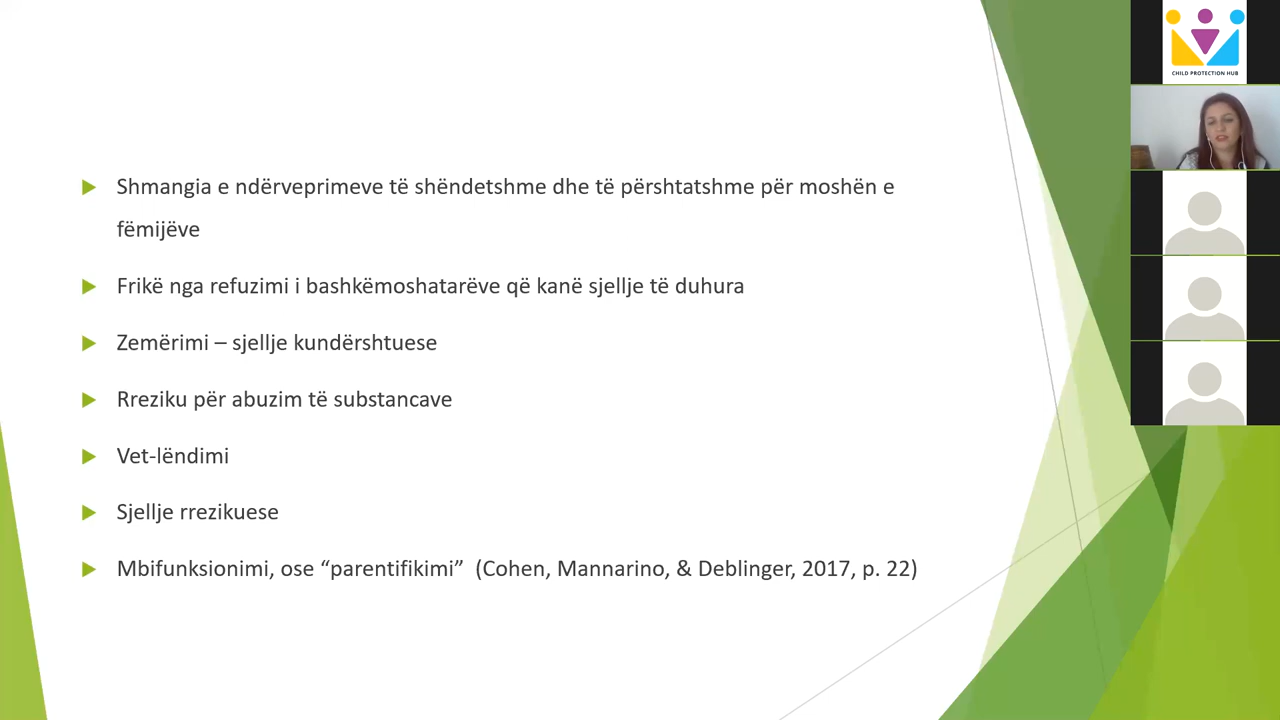 Shmangia e ndërveprimeve të shëndetshme dhe të përshtatshme për moshën e
fëmijëve
Frikë nga refuzimi i bashkëmoshatarëve që kanë sjellje të duhura
Zemërimi – sjellje kundërshtuese
Rreziku për abuzim të substancave
Vet-lëndimi
Sjellje rrezikuese
Mbifunksionimi, ose “parentifikimi” (Cohen, Mannarino, & Deblinger, 2017, p. 22)
CHILD PROTECTION HUB